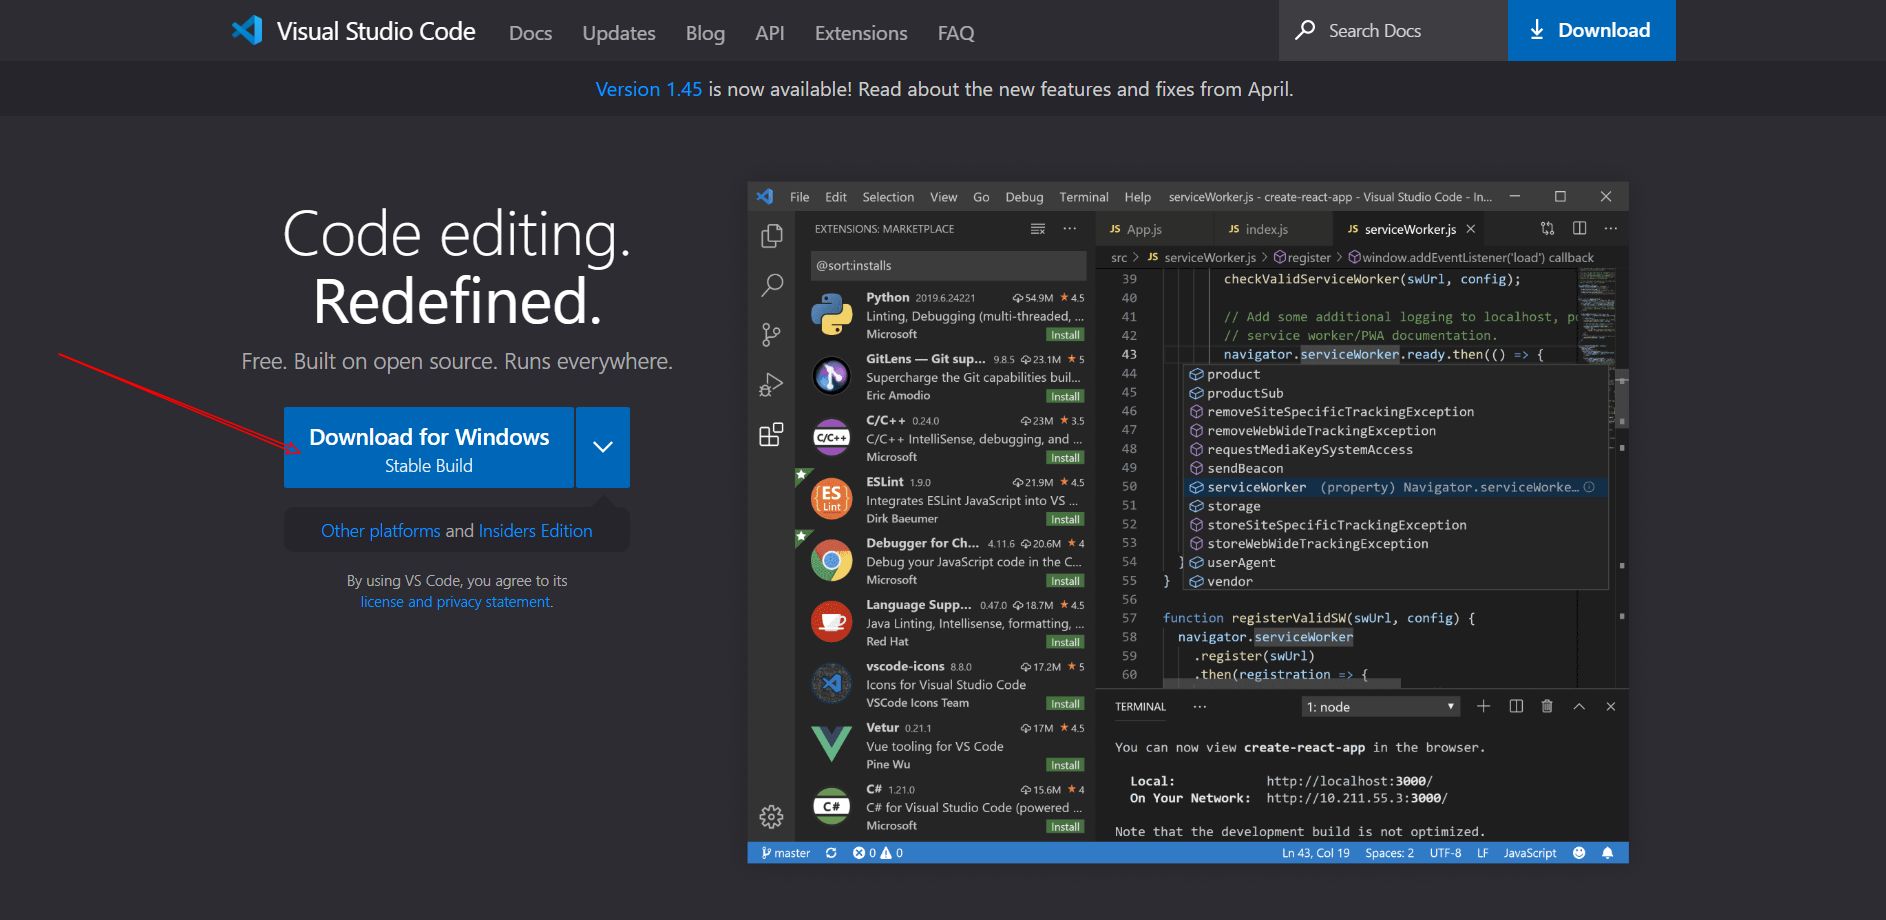 Visual Studio Code Docs Updates Blog API Extensions FAQ Search Docs Download
Version 1.45 is now available! Read about the new features and fixes from April.
Code editing.
Redefined.
Free. Built on open source. Runs everywhere.
Download for Windows
Stable Build
Other platforms and Insiders Edition
By using VS Code, you agree to its
license and privacy statement.
File Edit Selection View Go Debug Terminal Help serviceWorker.js - create-react-app - Visual Studio Code - In...
EXTENSIONS: MARKETPLACE
@sort:installs
Python 2019.6.24221 54.9M ★ 4.5
Linting, Debugging (multi-threaded, ...
Microsoft Install
GitLens — Git sup... 9.8.5 23.1M ★ 5
Supercharge the Git capabilities buil...
Eric Amodio Install
C/C++ 0.24.0 23M ★ 3.5
C/C++ C/C++ IntelliSense, debugging, and ...
Microsoft Install
ESLint 1.9.0 21.9M ★ 4.5
ES
Lint
Integrates ESLint JavaScript into VS ...
Dirk Baeumer Install
Debugger for Ch... 4.11.6 20.6M ★ 4
Debug your JavaScript code in the C...
Microsoft Install
Language Supp... 0.47.0 18.7M ★ 4.5
Java Linting, Intellisense, formatting, ...
Red Hat Install
vscode-icons 8.8.0 17.2M ★ 5
Icons for Visual Studio Code
VSCode Icons Team Install
Vetur 0.21.1 17M ★ 4.5
Vue tooling for VS Code
Pine Wu Install
C# 1.21.0 15.6M ★ 4
C# C# for Visual Studio Code (powered ...
Microsoft Install
JS App.js JS index.js JS serviceWorker.js
src > JS serviceWorker.js > register > window.addEventListener('load') callback
39 checkValidServiceWorker(swUrl, config);
40
41 // Add some additional logging to localhost, p
42 // service worker/PWA documentation.
43 navigator.serviceWorker.ready.then(() => {
44 product
45 productSub
46 removeSiteSpecificTrackingException
47 removeWebWideTrackingException
48 requestMediaKeySystemAccess
49 sendBeacon
50 serviceWorker (property) Navigator.serviceWorke...
51 storage
52 storeSiteSpecificTrackingException
53 storeWebWideTrackingException
54 } userAgent
55 } vendor
56
57 function registerValidSW(swUrl, config) {
58 navigator.serviceWorker
59 .register(swUrl)
60 .then(registration => {
TERMINAL ··· 1: node
You can now view create-react-app in the browser.
Local: http://localhost:3000/
On Your Network: http://10.211.55.3:3000/
Note that the development build is not optimized.
master 0 0 Ln 43, Col 19 Spaces: 2 UTF-8 LF JavaScript